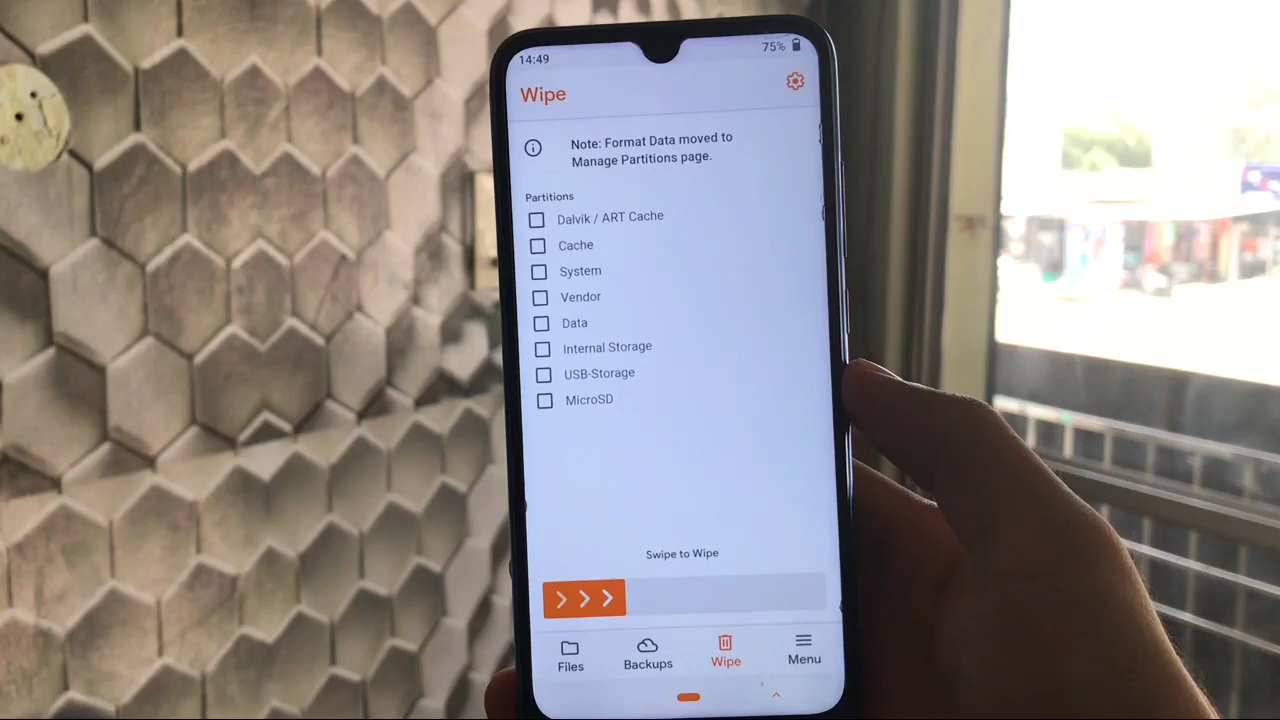 14:49
75%
Wipe
Note: Format Data moved to
Manage Partitions page.
Partitions
Dalvik / ART Cache
Cache
System
Vendor
Data
Internal Storage
USB-Storage
MicroSD
Swipe to Wipe
Files
Backups
Wipe
Menu